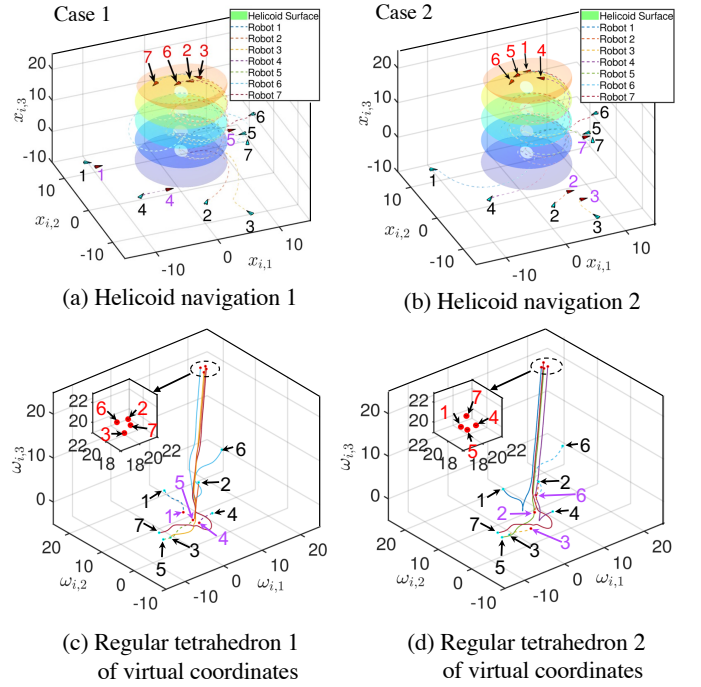 Case 1
Helicoid Surface
Robot 1
Robot 2
Robot 3
Robot 4
Robot 5
Robot 6
Robot 7
7 6 2 3
20
10
0
-10
x_{i,3}
10
0
-10
x_{i,2}
-10
0
10
x_{i,1}
1 1 4 4 2 3 5 6 5 7
(a) Helicoid navigation 1
Case 2
Helicoid Surface
Robot 1
Robot 2
Robot 3
Robot 4
Robot 5
Robot 6
Robot 7
6 5 1 4
20
10
0
-10
x_{i,3}
10
0
-10
x_{i,2}
-10
0
10
x_{i,1}
1 4 2 2 3 3 6 5 7 7
(b) Helicoid navigation 2
20
10
0
ω_{i,3}
22
20
18
20
22
18
6 2 3 7
22
1 5 1 7 5 3 4 4 2 6
20
10
0
-10
ω_{i,2}
-10
0
10
20
ω_{i,1}
(c) Regular tetrahedron 1
of virtual coordinates
20
10
0
ω_{i,3}
22
20
18
20
22
18
1 7 4 5
22
1 2 7 5 3 3 4 6 2 6
20
10
0
-10
ω_{i,2}
-10
0
10
20
ω_{i,1}
(d) Regular tetrahedron 2
of virtual coordinates